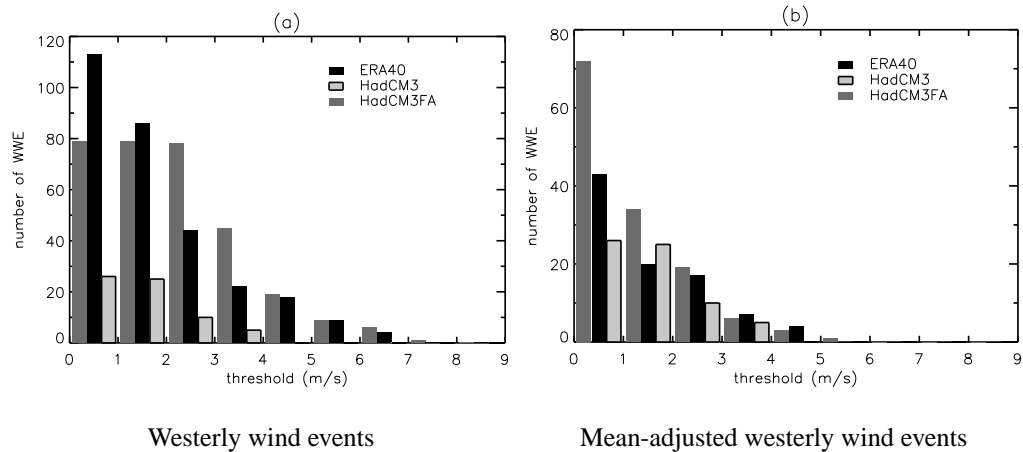 (a)
120
100
80
60
40
20
0
number of WWE
ERA40
HadCM3
HadCM3FA
0 1 2 3 4 5 6 7 8 9
threshold (m/s)
Westerly wind events
(b)
80
60
40
20
0
number of WWE
ERA40
HadCM3
HadCM3FA
0 1 2 3 4 5 6 7 8 9
threshold (m/s)
Mean-adjusted westerly wind events